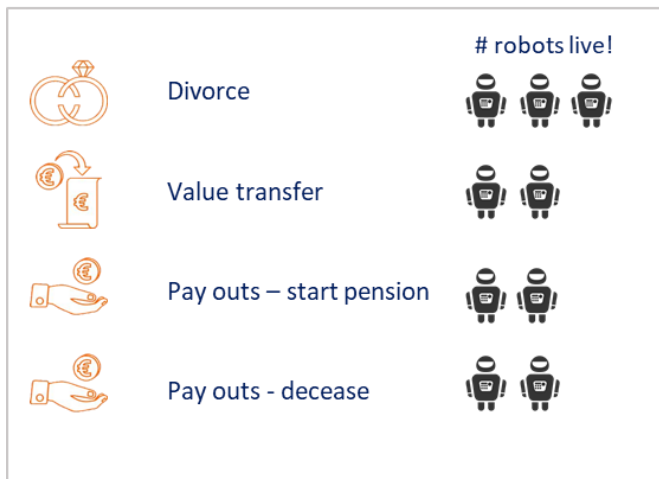 # robots live!
Divorce
€
€
Value transfer
€
Pay outs – start pension
€
Pay outs - decease